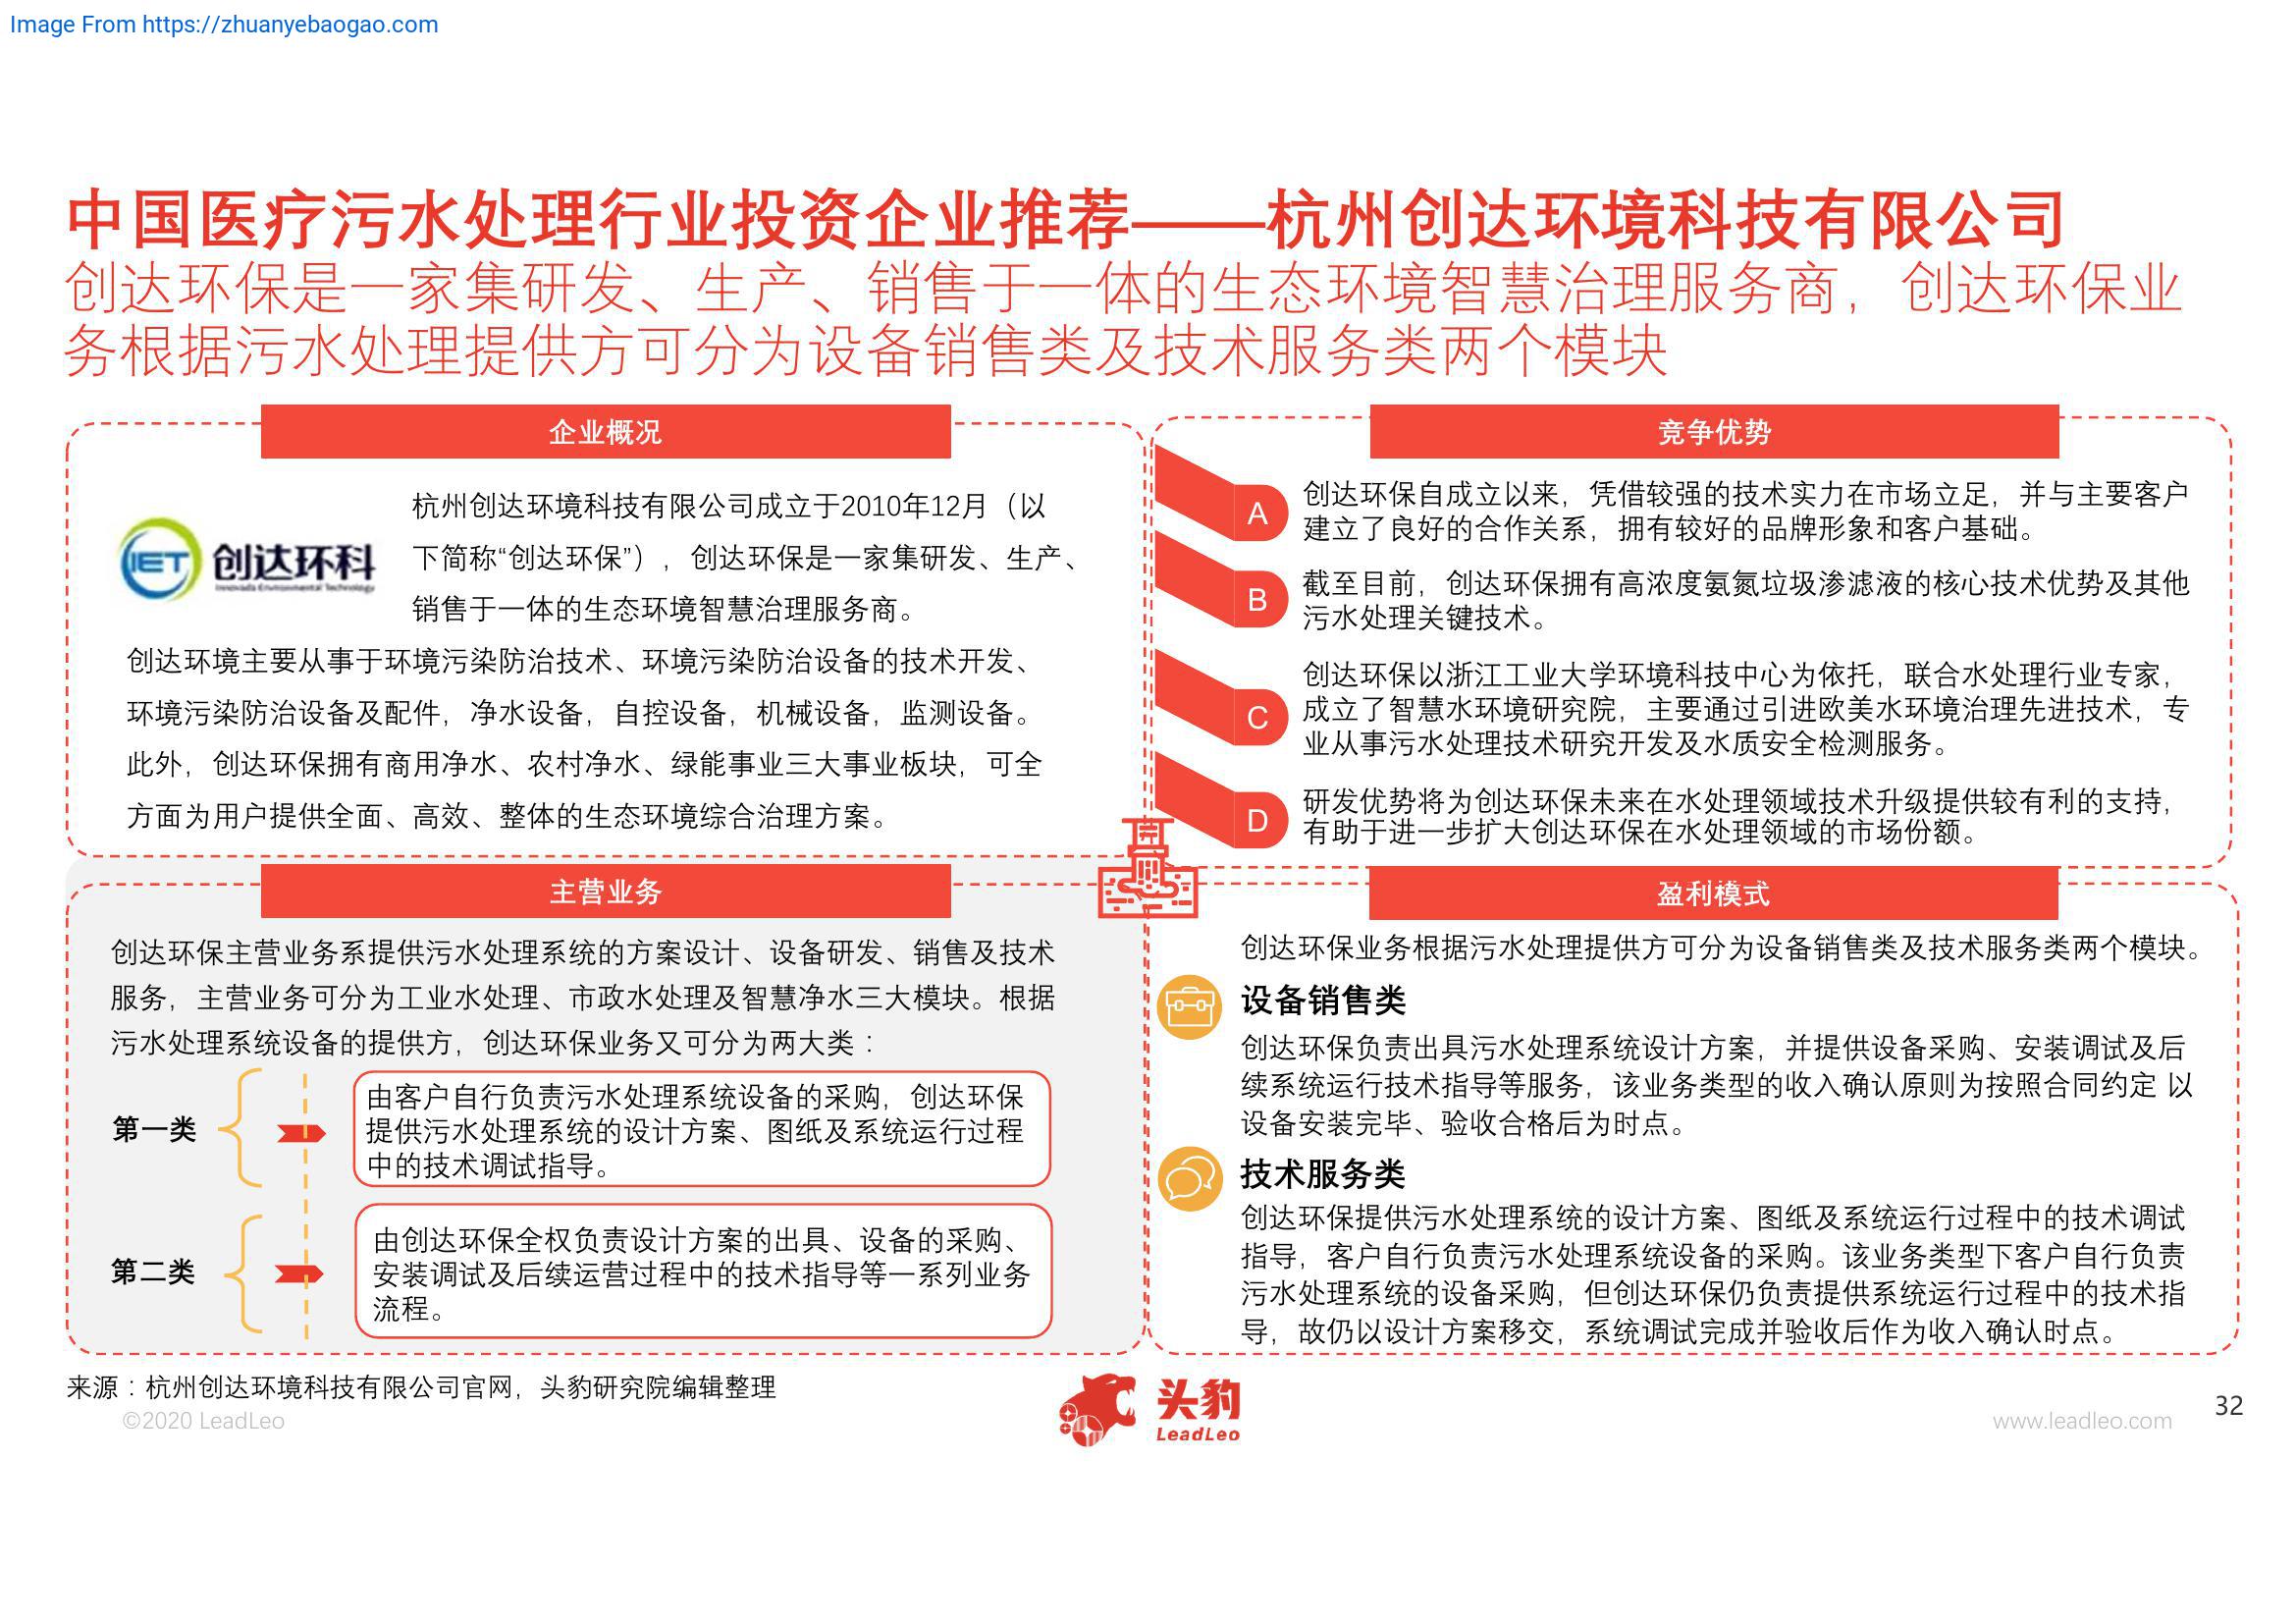 Image From https://zhuanyebaogao.com
中国医疗污水处理行业投资企业推荐——杭州创达环境科技有限公司
创达环保是一家集研发、生产、销售于一体的生态环境智慧治理服务商，创达环保业
务根据污水处理提供方可分为设备销售类及技术服务类两个模块
企业概况
IET 创达环科
Innovada Environmental Technology
杭州创达环境科技有限公司成立于2010年12月（以
下简称“创达环保”），创达环保是一家集研发、生产、
销售于一体的生态环境智慧治理服务商。
创达环境主要从事于环境污染防治技术、环境污染防治设备的技术开发、
环境污染防治设备及配件，净水设备，自控设备，机械设备，监测设备。
此外，创达环保拥有商用净水、农村净水、绿能事业三大事业板块，可全
方面为用户提供全面、高效、整体的生态环境综合治理方案。
竞争优势
A
创达环保自成立以来，凭借较强的技术实力在市场立足，并与主要客户
建立了良好的合作关系，拥有较好的品牌形象和客户基础。
B
截至目前，创达环保拥有高浓度氨氮垃圾渗滤液的核心技术优势及其他
污水处理关键技术。
C
创达环保以浙江工业大学环境科技中心为依托，联合水处理行业专家，
成立了智慧水环境研究院，主要通过引进欧美水环境治理先进技术，专
业从事污水处理技术研究开发及水质安全检测服务。
D
研发优势将为创达环保未来在水处理领域技术升级提供较有利的支持，
有助于进一步扩大创达环保在水处理领域的市场份额。
主营业务
创达环保主营业务系提供污水处理系统的方案设计、设备研发、销售及技术
服务，主营业务可分为工业水处理、市政水处理及智慧净水三大模块。根据
污水处理系统设备的提供方，创达环保业务又可分为两大类：
第一类
由客户自行负责污水处理系统设备的采购，创达环保
提供污水处理系统的设计方案、图纸及系统运行过程
中的技术调试指导。
第二类
由创达环保全权负责设计方案的出具、设备的采购、
安装调试及后续运营过程中的技术指导等一系列业务
流程。
盈利模式
创达环保业务根据污水处理提供方可分为设备销售类及技术服务类两个模块。
设备销售类
创达环保负责出具污水处理系统设计方案，并提供设备采购、安装调试及后
续系统运行技术指导等服务，该业务类型的收入确认原则为按照合同约定 以
设备安装完毕、验收合格后为时点。
技术服务类
创达环保提供污水处理系统的设计方案、图纸及系统运行过程中的技术调试
指导，客户自行负责污水处理系统设备的采购。该业务类型下客户自行负责
污水处理系统的设备采购，但创达环保仍负责提供系统运行过程中的技术指
导，故仍以设计方案移交，系统调试完成并验收后作为收入确认时点。
来源：杭州创达环境科技有限公司官网，头豹研究院编辑整理
©2020 LeadLeo
头豹
LeadLeo
www.leadleo.com
32